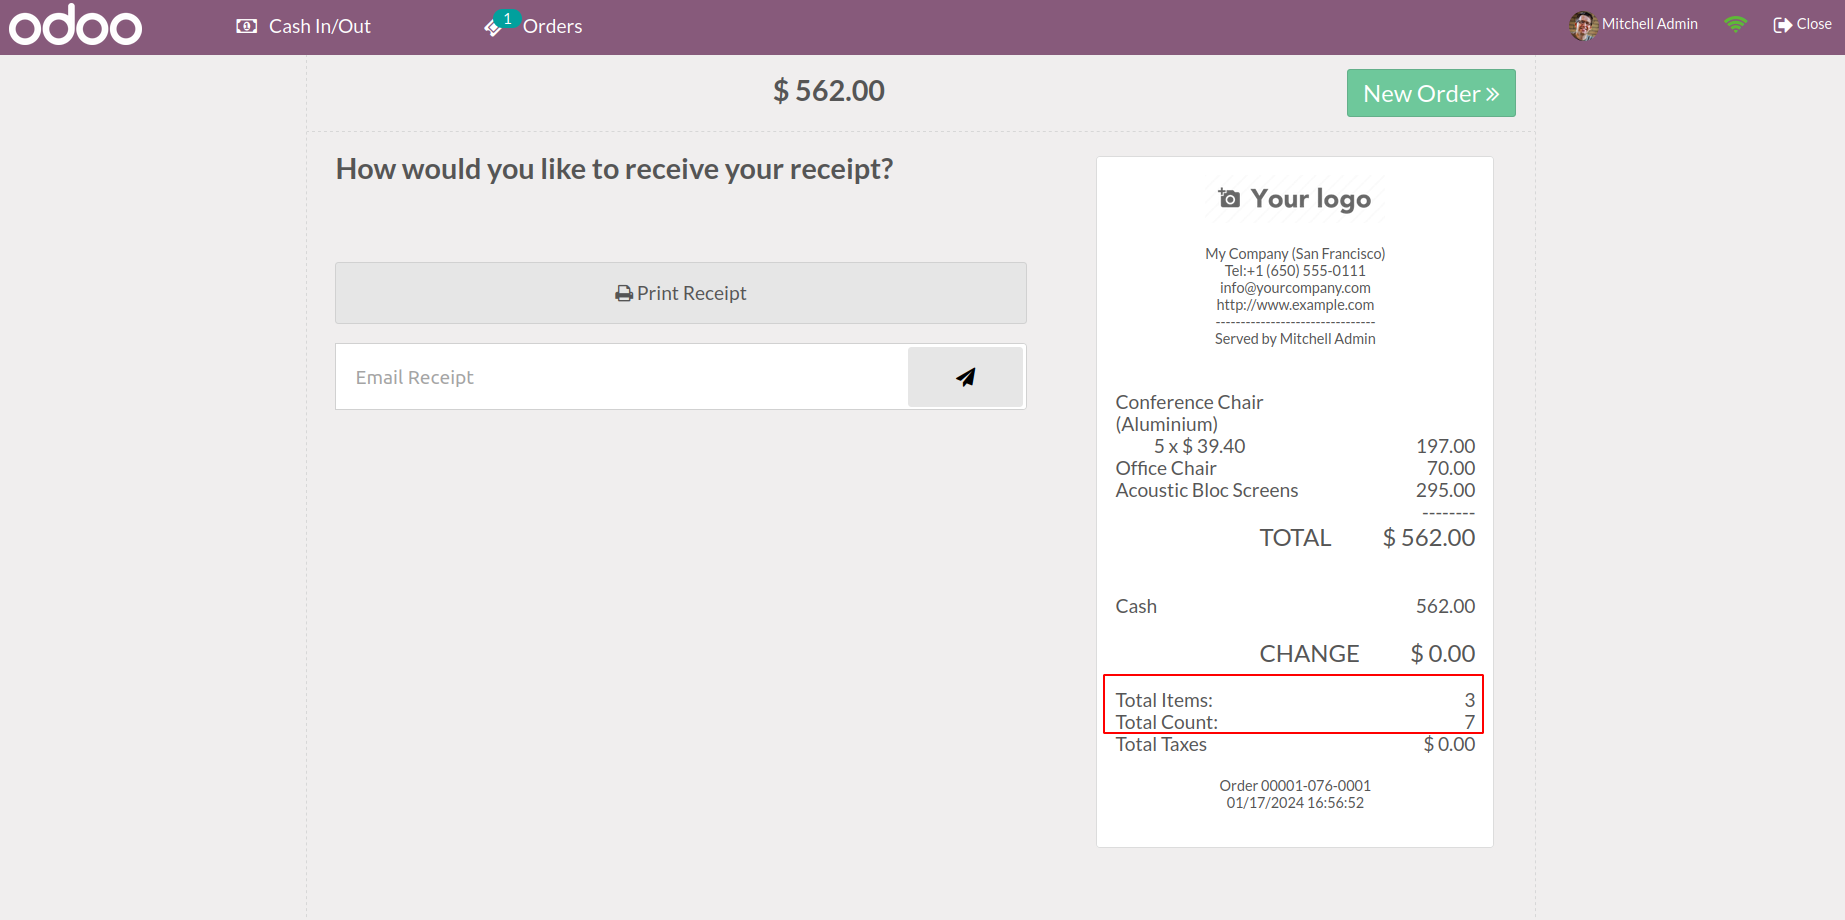 odoo
Cash In/Out
1
Orders
Mitchell Admin
Close
$ 562.00
New Order
How would you like to receive your receipt?
Print Receipt
Email Receipt
Your logo
My Company (San Francisco)
Tel:+1 (650) 555-0111
info@yourcompany.com
http://www.example.com
--------------------------------
Served by Mitchell Admin
Conference Chair
(Aluminium)
5 x $ 39.40 197.00
Office Chair 70.00
Acoustic Bloc Screens 295.00
--------
TOTAL $ 562.00
Cash 562.00
CHANGE $ 0.00
Total Items: 3
Total Count: 7
Total Taxes $ 0.00
Order 00001-076-0001
01/17/2024 16:56:52